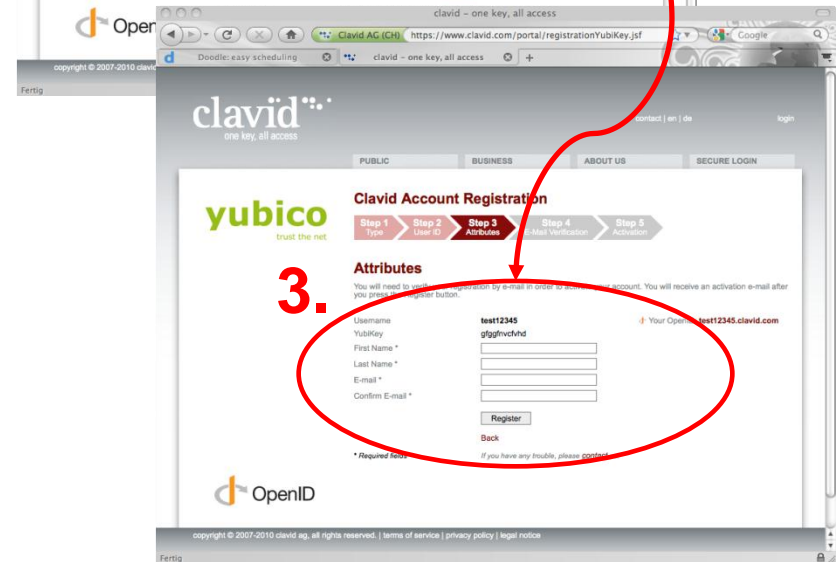 Open
copyright © 2007-2010 clavid
Fertig
clavid – one key, all access
Clavid AG (CH) https://www.clavid.com/portal/registrationYubiKey.jsf
Google
Doodle: easy scheduling
clavid – one key, all access
clavid
one key, all access
contact | en | de
login
PUBLIC BUSINESS ABOUT US SECURE LOGIN
yubico
trust the net
Clavid Account Registration
Step 1 Step 2 Step 3 Step 4 Step 5
Type User ID Attributes E-Mail Verification Activation
3.
Attributes
You will need to verify registration by e-mail in order to account. You will receive an activation e-mail after
you press the register button.
Username test12345 Your OpenID test12345.clavid.com
YubiKey
First Name *
Last Name *
E-mail *
Confirm E-mail *
Register
Back
* Required fields If you have any trouble, please contact
OpenID
copyright © 2007-2010 clavid ag, all rights reserved. | terms of service | privacy policy | legal notice
Fertig